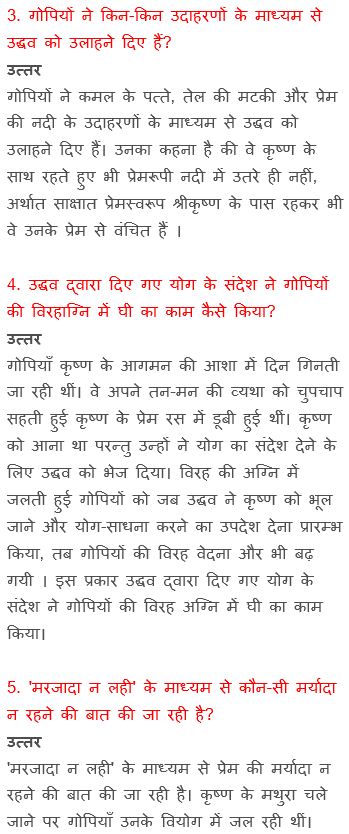 3. गोपियों ने किन-किन उदाहरणों के माध्यम से
उद्धव को उलाहने दिए हैं?
उत्तर
गोपियों ने कमल के पत्ते, तेल की मटकी और प्रेम
की नदी के उदाहरणों के माध्यम से उद्धव को
उलाहने दिए हैं। उनका कहना है की वे कृष्ण के
साथ रहते हुए भी प्रेमरूपी नदी में उतरे ही नहीं,
अर्थात साक्षात प्रेमस्वरूप श्रीकृष्ण के पास रहकर भी
वे उनके प्रेम से वंचित हैं ।
4. उद्धव द्वारा दिए गए योग के संदेश ने गोपियों
की विरहाग्नि में घी का काम कैसे किया?
उत्तर
गोपियाँ कृष्ण के आगमन की आशा में दिन गिनती
जा रही थीं। वे अपने तन-मन की व्यथा को चुपचाप
सहती हुई कृष्ण के प्रेम रस में डूबी हुई थीं। कृष्ण
को आना था परन्तु उन्हों ने योग का संदेश देने के
लिए उद्धव को भेज दिया। विरह की अग्नि में
जलती हुई गोपियों को जब उद्धव ने कृष्ण को भूल
जाने और योग-साधना करने का उपदेश देना प्रारम्भ
किया, तब गोपियों की विरह वेदना और भी बढ़
गयी । इस प्रकार उद्धव द्वारा दिए गए योग के
संदेश ने गोपियों की विरह अग्नि में घी का काम
किया।
5. 'मरजादा न लही' के माध्यम से कौन-सी मर्यादा
न रहने की बात की जा रही है?
उत्तर
'मरजादा न लही' के माध्यम से प्रेम की मर्यादा न
रहने की बात की जा रही है। कृष्ण के मथुरा चले
जाने पर गोपियाँ उनके वियोग में जल रही थीं।